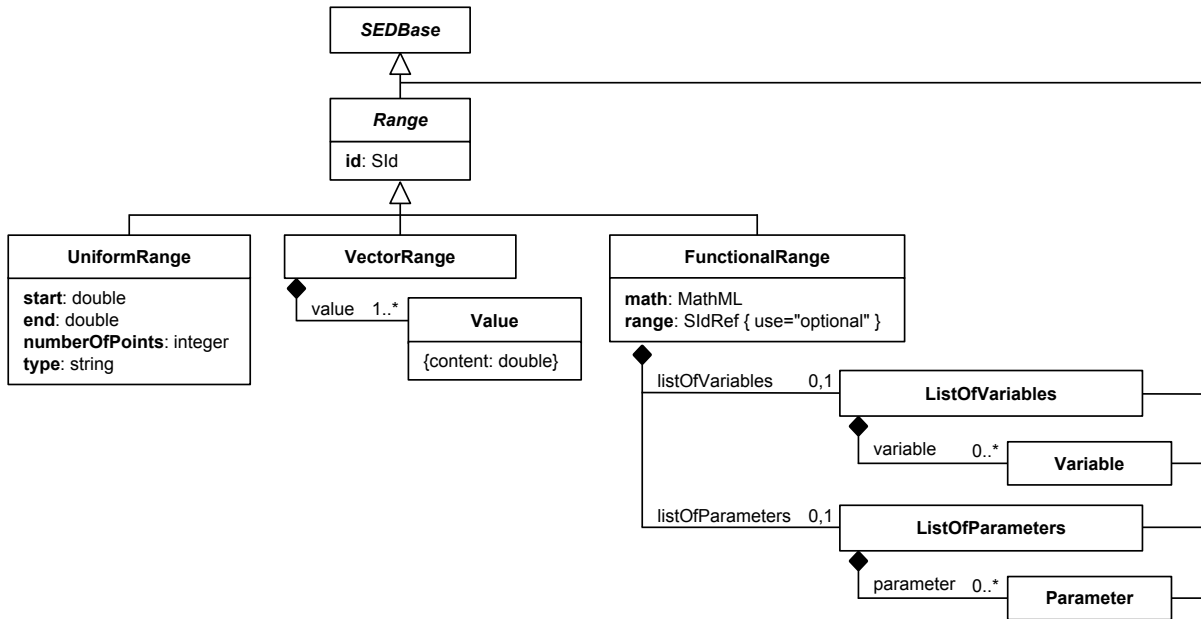 SEDBase
Range
id: SId
UniformRange
start: double
end: double
numberOfPoints: integer
type: string
VectorRange
value 1..*
Value
{content: double}
FunctionalRange
math: MathML
range: SIdRef { use="optional" }
listOfVariables 0,1
ListOfVariables
variable 0..*
Variable
listOfParameters 0,1
ListOfParameters
parameter 0..*
Parameter